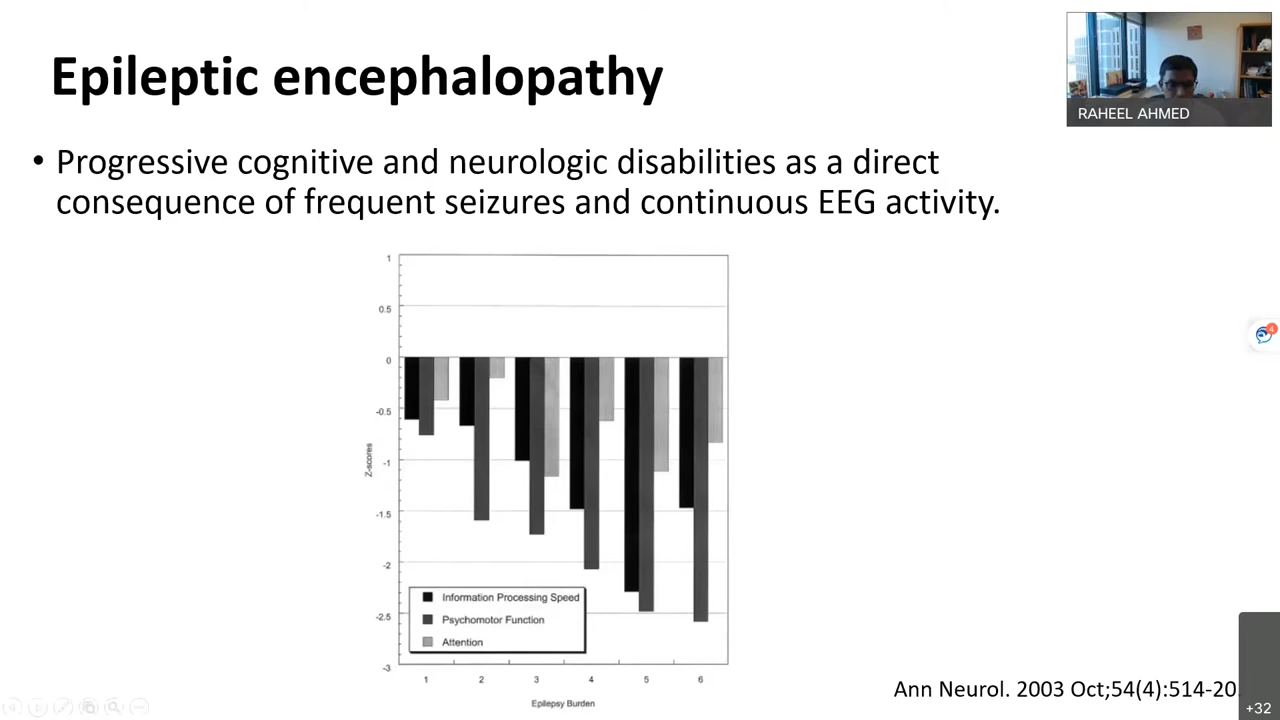 Epileptic encephalopathy
RAHEEL AHMED
• Progressive cognitive and neurologic disabilities as a direct
consequence of frequent seizures and continuous EEG activity.
4
1
0.5
0
-0.5
-1
-1.5
-2
-2.5
-3
Z-scores
Information Processing Speed
Psychomotor Function
Attention
1 2 3 4 5 6
Epilepsy Burden
Ann Neurol. 2003 Oct;54(4):514-20.
+32